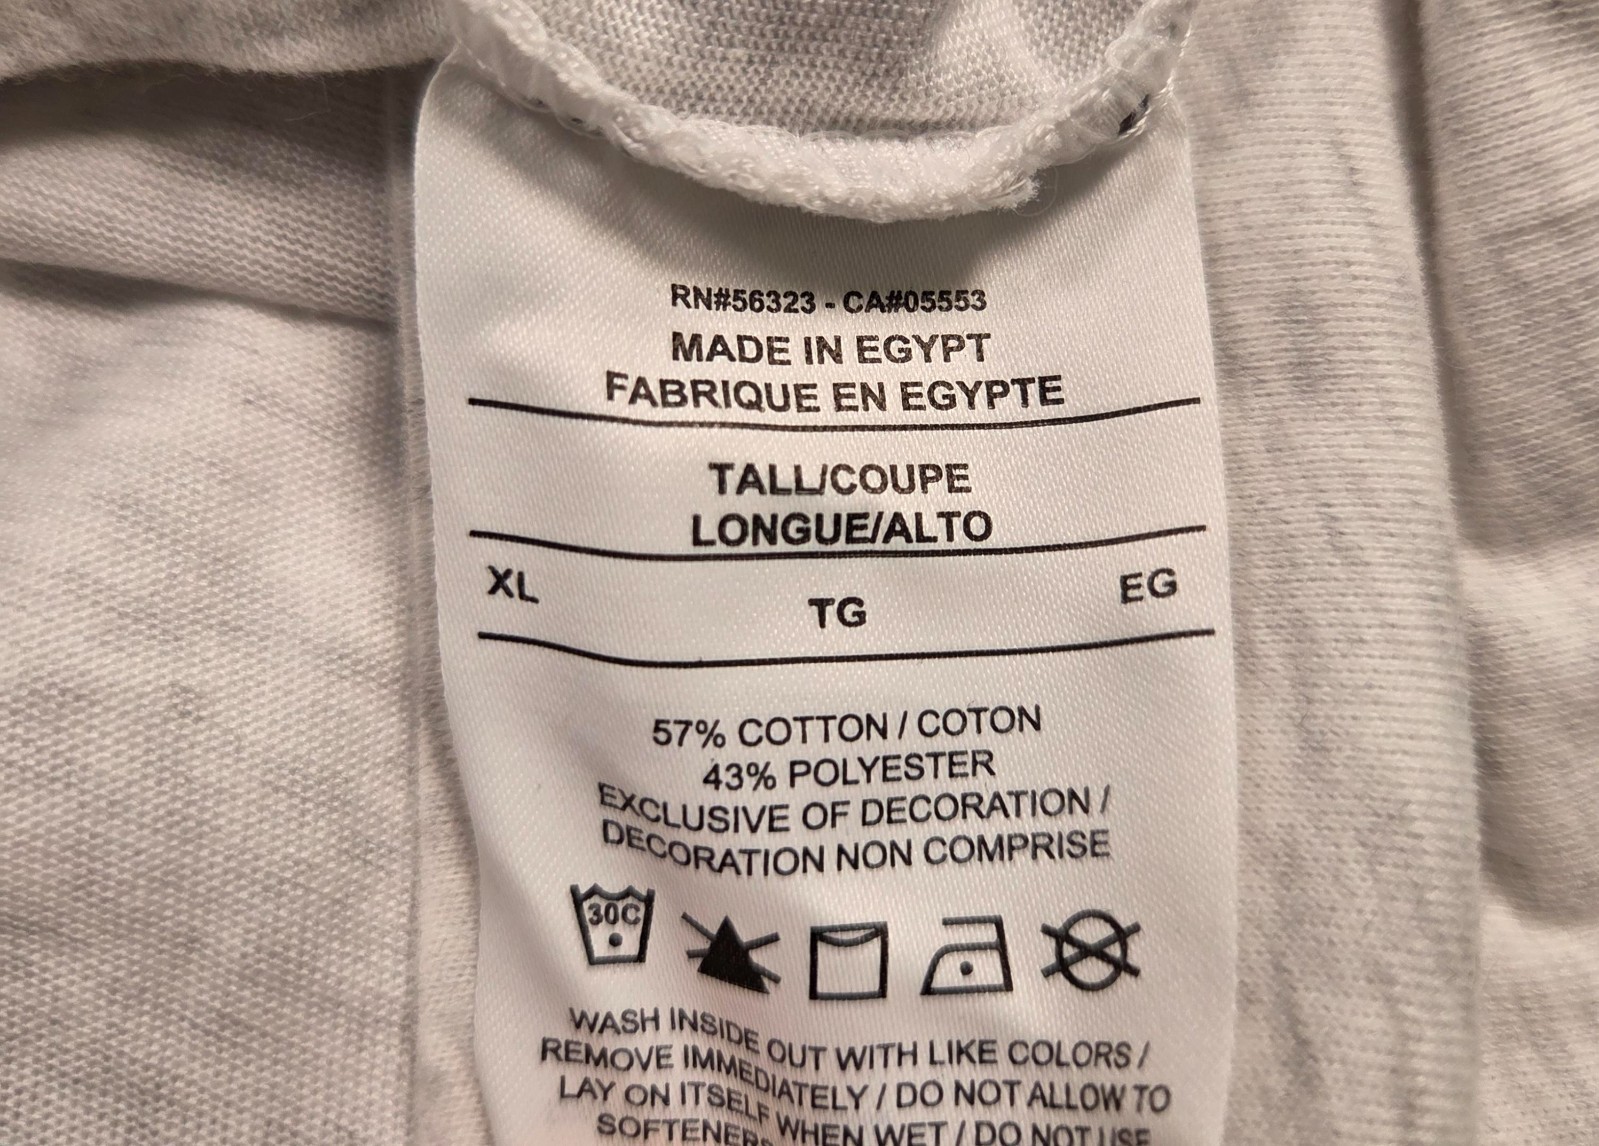 RN#56323 - CA#05553
MADE IN EGYPT
FABRIQUE EN EGYPTE
TALL/COUPE
LONGUE/ALTO
XL TG EG
57% COTTON / COTON
43% POLYESTER
EXCLUSIVE OF DECORATION /
DECORATION NON COMPRISE
30C
WASH INSIDE OUT WITH LIKE COLORS /
REMOVE IMMEDIATELY / DO NOT ALLOW TO
LAY ON ITSELF WHEN WET / DO NOT USE
SOFTENER